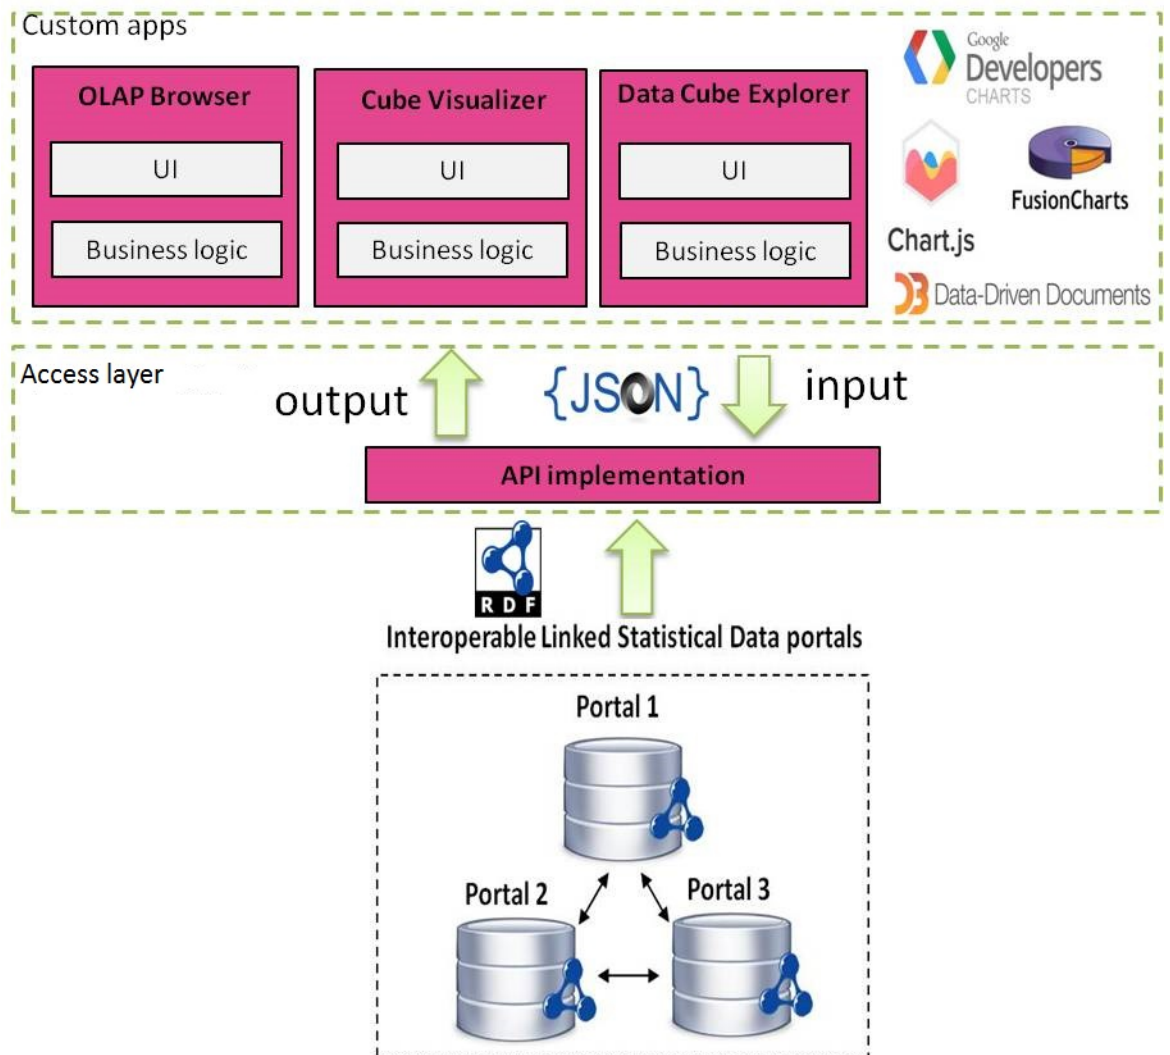 Custom apps
OLAP Browser
UI
Business logic
Cube Visualizer
UI
Business logic
Data Cube Explorer
UI
Business logic
Google
Developers
CHARTS
Chart.js
FusionCharts
D3 Data-Driven Documents
Access layer
output
{JSON}
input
API implementation
RDF
Interoperable Linked Statistical Data portals
Portal 1
Portal 2
Portal 3